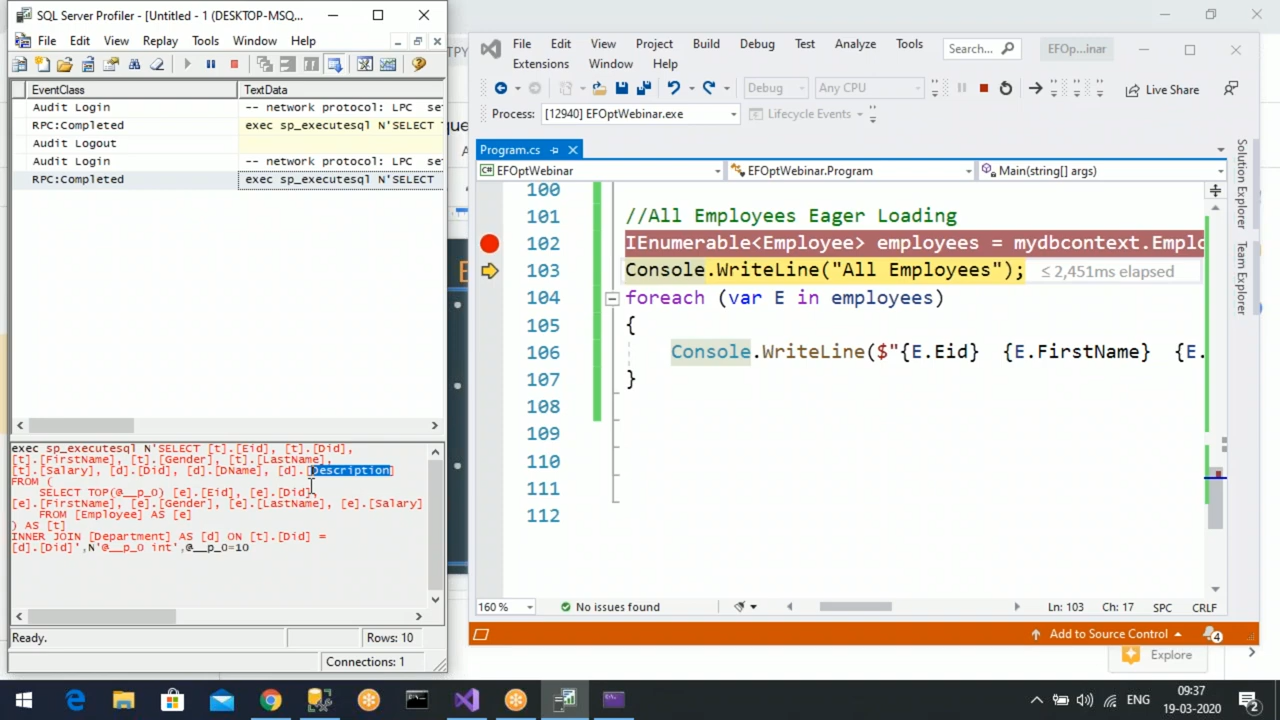 SQL Server Profiler - [Untitled - 1 (DESKTOP-MSQ...
File Edit View Replay Tools Window Help
EventClass TextData
Audit Login -- network protocol: LPC set
RPC:Completed exec sp_executesql N'SELECT
Audit Logout
Audit Login -- network protocol: LPC set
RPC:Completed exec sp_executesql N'SELECT
exec sp_executesql N'SELECT [t].[Eid], [t].[Did],
[t].[FirstName], [t].[Gender], [t].[LastName],
[t].[Salary], [d].[Did], [d].[DName], [d].[Description]
FROM (
SELECT TOP(@__p_0) [e].[Eid], [e].[Did],
[e].[FirstName], [e].[Gender], [e].[LastName], [e].[Salary]
FROM [Employee] AS [e]
) AS [t]
INNER JOIN [Department] AS [d] ON [t].[Did] =
[d].[Did]',N'@__p_0 int',@__p_0=10
Ready. Rows: 10
Connections: 1
File Edit View Project Build Debug Test Analyze Tools
Extensions Window Help
Search...
EFOp...inar
Debug Any CPU Live Share
Process: [12940] EFOptWebinar.exe Lifecycle Events
Program.cs
EFOptWebinar EFOptWebinar.Program Main(string[] args)
100
101 //All Employees Eager Loading
102 IEnumerable<Employee> employees = mydbcontext.Emplo
103 Console.WriteLine("All Employees"); ≤ 2,451ms elapsed
104 foreach (var E in employees)
105 {
106 Console.WriteLine($"{E.Eid} {E.FirstName} {E.
107 }
108
109
110
111
112
Solution Explorer
Team Explorer
160 % No issues found Ln: 103 Ch: 17 SPC CRLF
Add to Source Control 4
Explore
ENG
09:37
19-03-2020
2